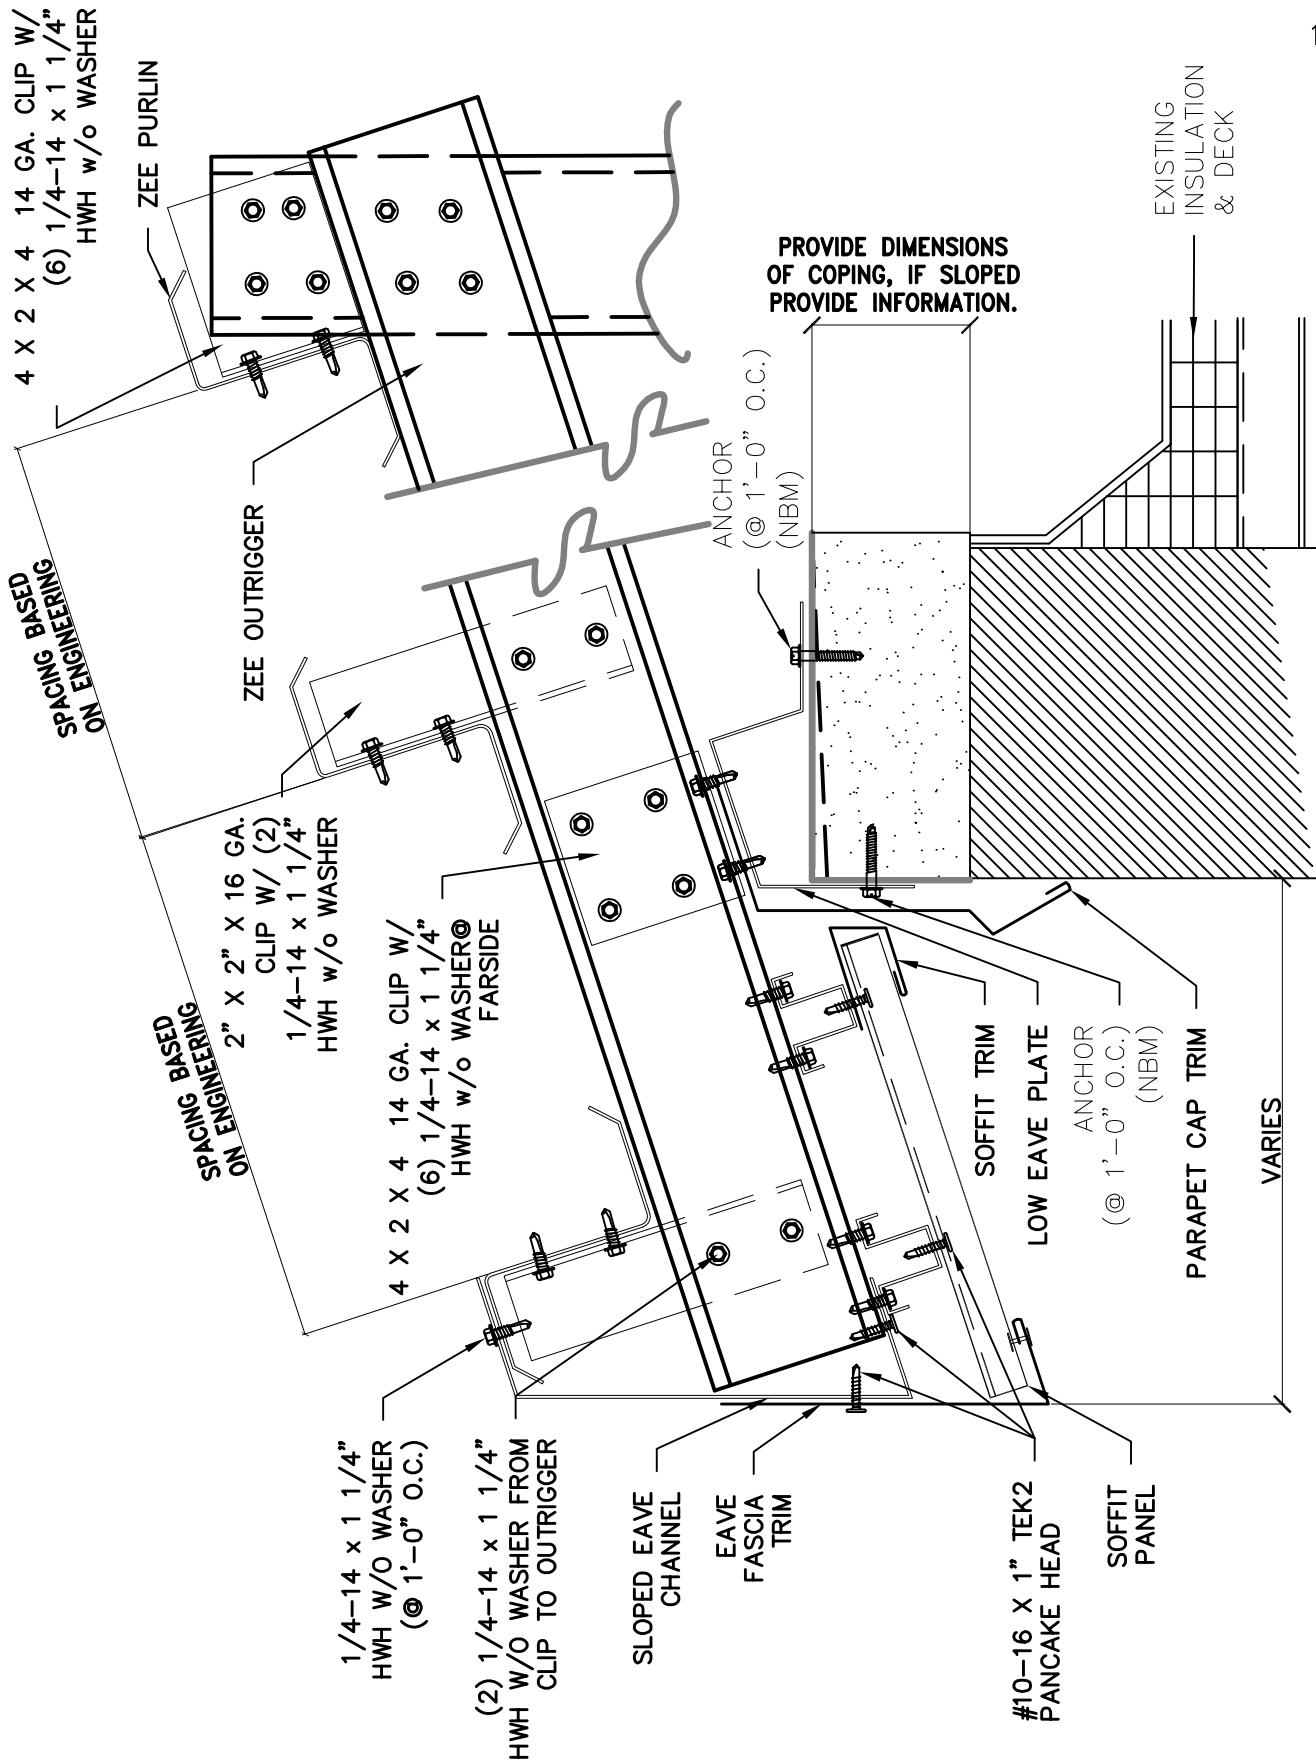 4 X 2 X 4  14 GA. CLIP W/
(6) 1/4-14 x 1 1/4"
HWH w/o WASHER
ZEE PURLIN
SPACING BASED
ON ENGINEERING
ZEE OUTRIGGER
2" X 2" X 16 GA.
CLIP W/ (2)
1/4-14 x 1 1/4"
HWH w/o WASHER
SPACING BASED
ON ENGINEERING
4 X 2 X 4  14 GA. CLIP W/
(6) 1/4-14 x 1 1/4"
HWH w/o WASHER@
FARSIDE
1/4-14 x 1 1/4"
HWH W/O WASHER
(@ 1'-0" O.C.)
(2) 1/4-14 x 1 1/4"
HWH W/O WASHER FROM
CLIP TO OUTRIGGER
SLOPED EAVE
CHANNEL
EAVE
FASCIA
TRIM
#10-16 X 1" TEK2
PANCAKE HEAD
SOFFIT
PANEL
SOFFIT TRIM
LOW EAVE PLATE
ANCHOR
(@ 1'-0" O.C.)
(NBM)
PARAPET CAP TRIM
VARIES
ANCHOR
(@ 1'-0" O.C.)
(NBM)
PROVIDE DIMENSIONS
OF COPING, IF SLOPED
PROVIDE INFORMATION.
EXISTING
INSULATION
& DECK